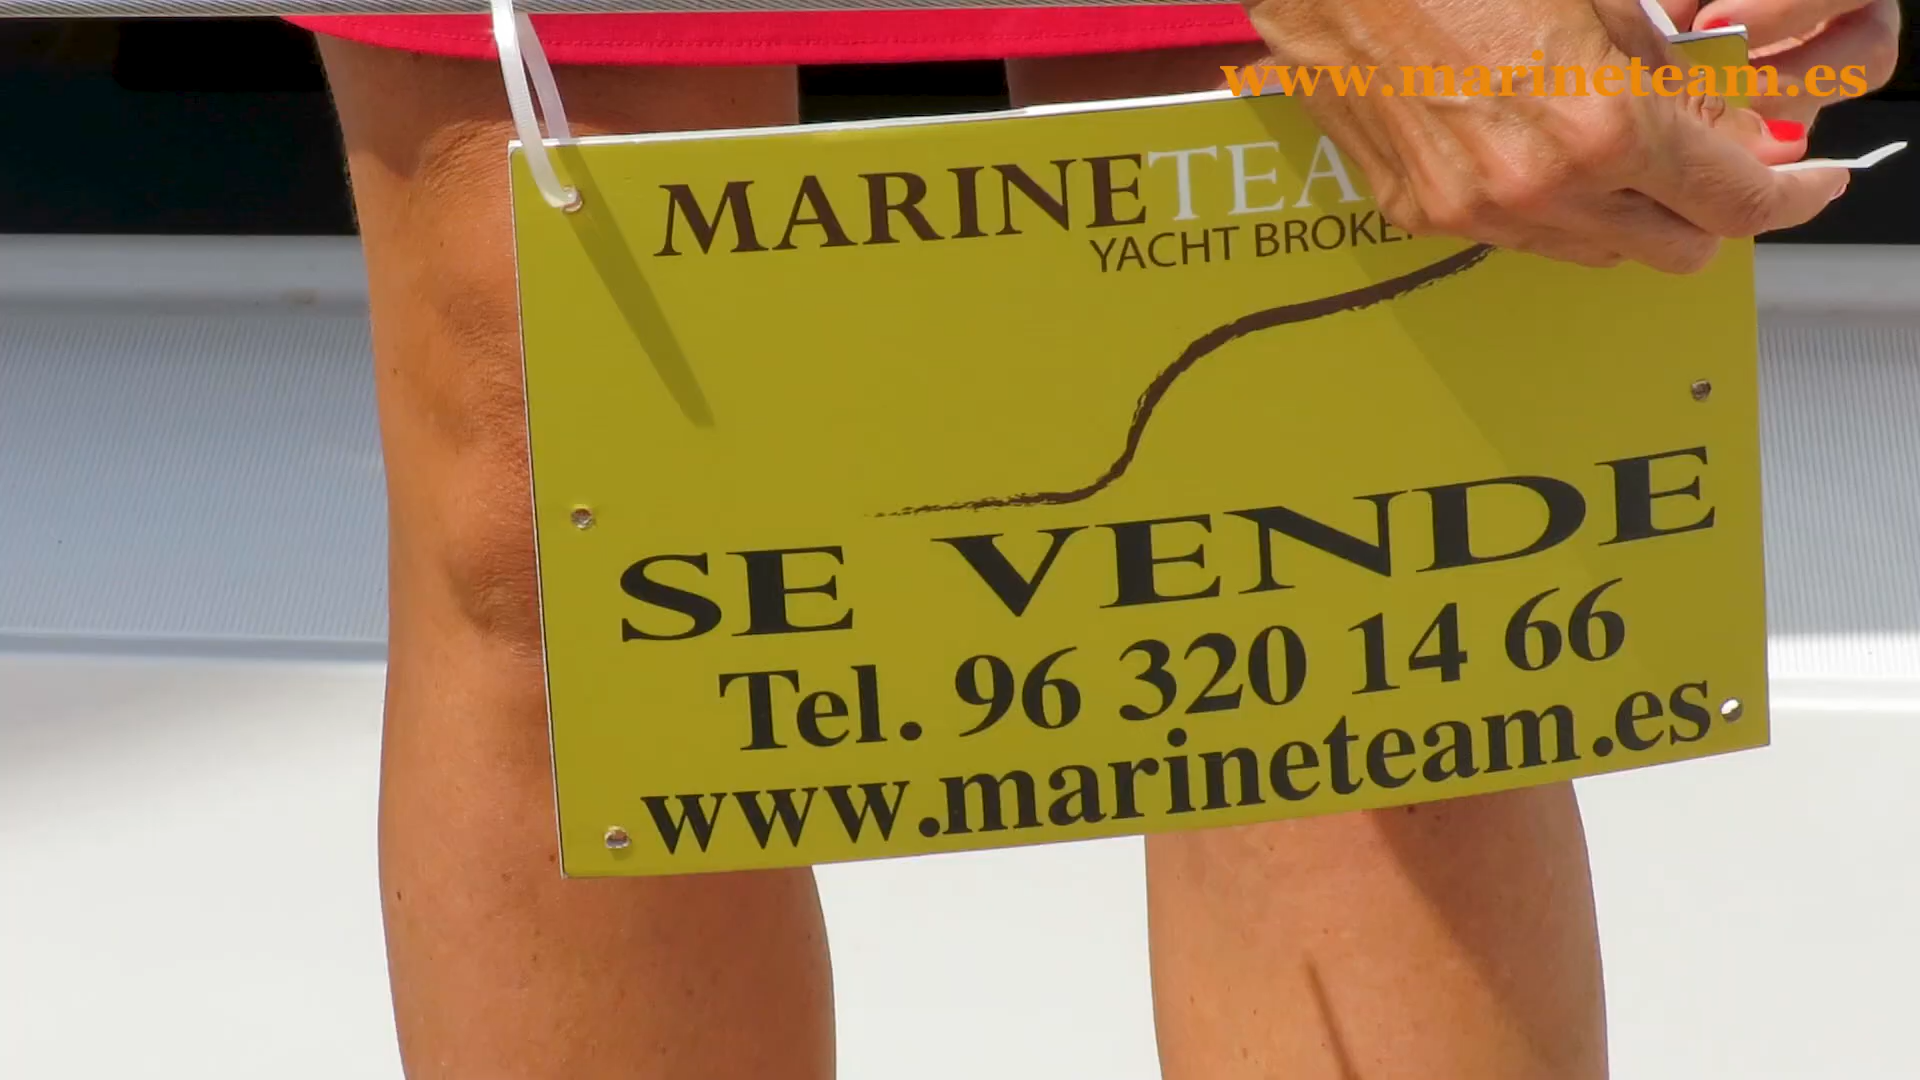 www.marineteam.es
MARINETEA
YACHT BROKE
SE VENDE
Tel. 96 320 14 66
www.marineteam.es